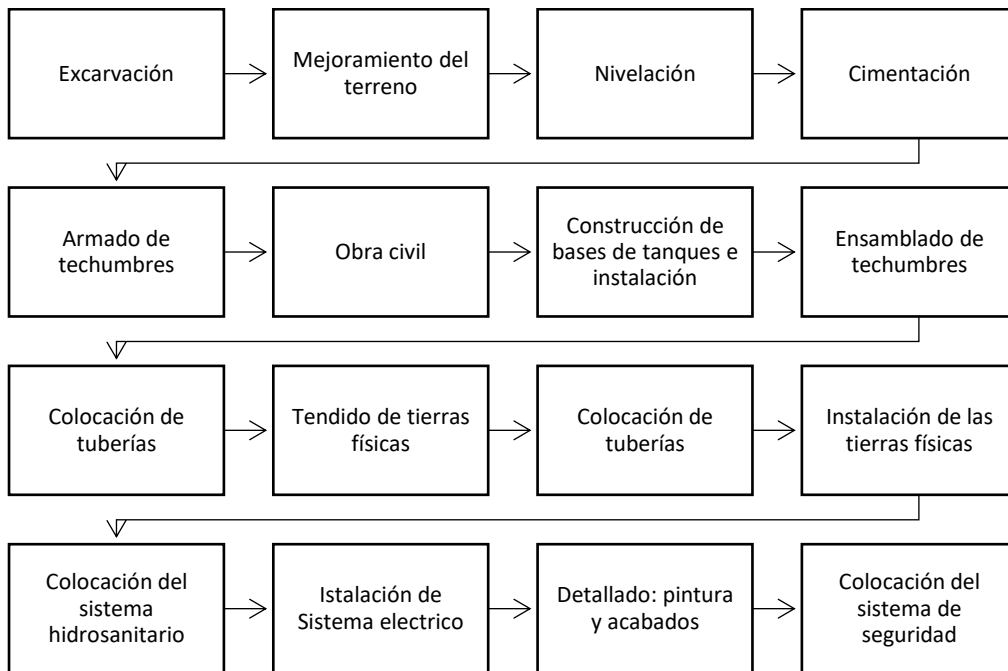 Excarvación
Mejoramiento del
terreno
Nivelación
Cimentación
Armado de
techumbres
Obra civil
Construcción de
bases de tanques e
instalación
Ensamblado de
techumbres
Colocación de
tuberías
Tendido de tierras
físicas
Colocación de
tuberías
Instalación de las
tierras físicas
Colocación del
sistema
hidrosanitario
Istalación de
Sistema electrico
Detallado: pintura
y acabados
Colocación del
sistema de
seguridad